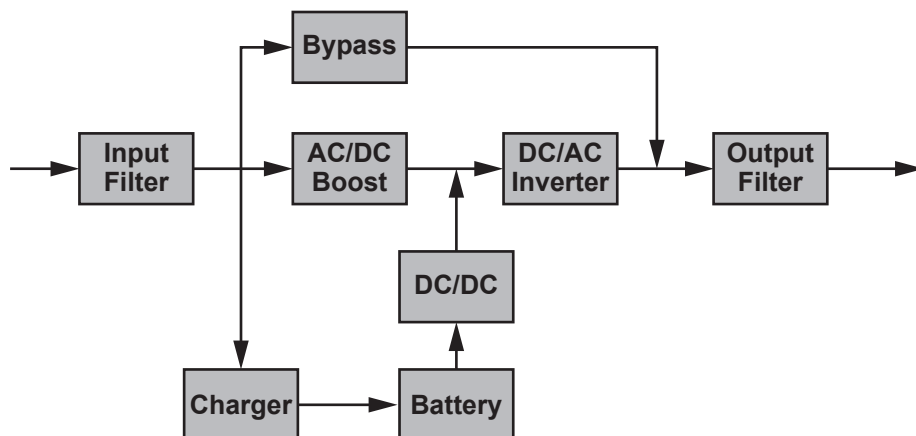 Bypass
Input
Filter
AC/DC
Boost
DC/AC
Inverter
Output
Filter
DC/DC
Charger
Battery